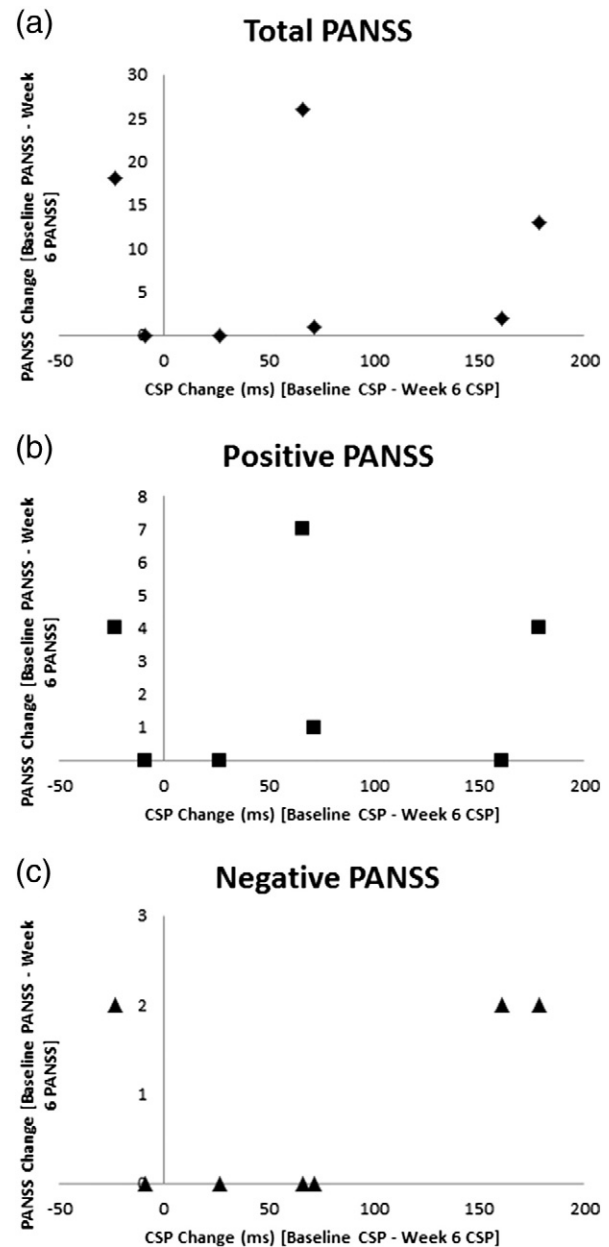 (a)
Total PANSS
PANSS Change [Baseline PANSS - Week
6 PANSS]
30
25
20
15
10
5
0
-50 0 50 100 150 200
CSP Change (ms) [Baseline CSP - Week 6 CSP]
(b)
Positive PANSS
PANSS Change [Baseline PANSS - Week
6 PANSS]
8
7
6
5
4
3
2
1
-50 0 50 100 150 200
CSP Change (ms) [Baseline CSP - Week 6 CSP]
(c)
Negative PANSS
PANSS Change [Baseline PANSS - Week
6 PANSS]
3
2
1
0
-50 0 50 100 150 200
CSP Change (ms) [Baseline CSP - Week 6 CSP]